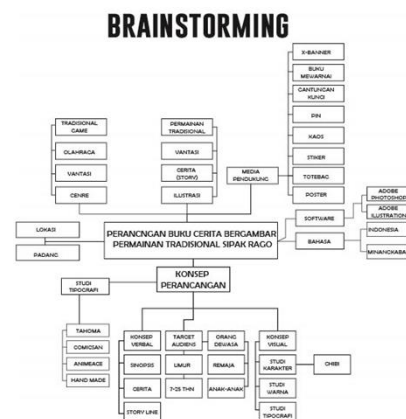 BRAINSTORMING
X-BANNER
BUKU
MEWARNAI
GANTUNGAN
KUNCI
PIN
KAOS
STIKER
TOTEBAG
POSTER
TRADISIONAL
GAME
OLAHRAGA
VANTASI
GENRE
PERMAINAN
TRADISIONAL
VANTASI
CERITA
(STORY)
ILLUSTRASI
MEDIA
PENDUKUNG
SOFTWARE
ADOBE
PHOTOSHOP
ADOBE
ILLUSTRATION
BAHASA
INDONESIA
MINANGKABA
LOKASI
PADANG
PERANCNGAN BUKU CERITA BERGAMBAR
PERMAINAN TRADISIONAL SIPAK RAGO
KONSEP
PERANCANGAN
STUDI
TIPOGRAFI
TAHOMA
COMICSIAN
ANIMEACE
HAND MADE
KONSEP
VERBAL
SINOPSIS
CERITA
STORY LINE
TARGET
AUDIENS
UMUR
7-25 THN
ORANG
DEWASA
REMAJA
ANAK-ANAK
KONSEP
VISUAL
STUDI
KARAKTER
CHIBI
STUDI
WARNA
STUDI
TIPOGRAFI